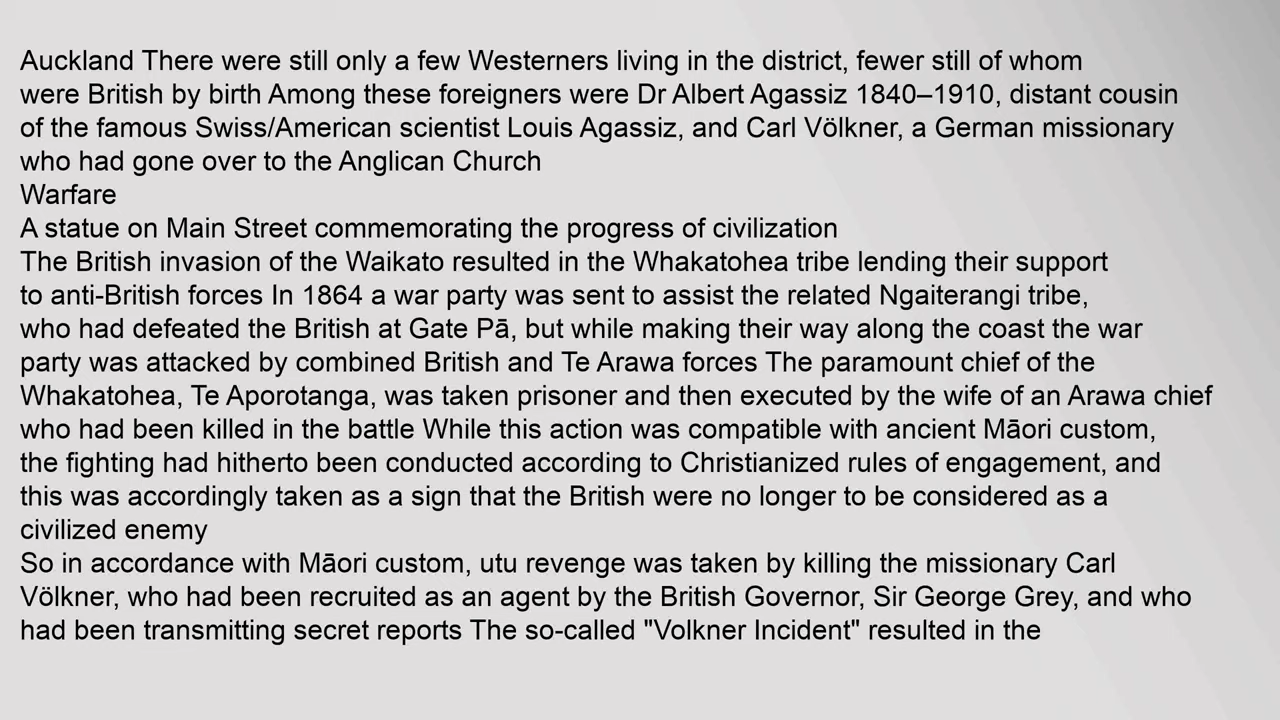 Auckland There were still only a few Westerners living in the district, fewer still of whom
were British by birth Among these foreigners were Dr Albert Agassiz 1840–1910, distant cousin
of the famous Swiss/American scientist Louis Agassiz, and Carl Völkner, a German missionary
who had gone over to the Anglican Church
Warfare
A statue on Main Street commemorating the progress of civilization
The British invasion of the Waikato resulted in the Whakatohea tribe lending their support
to anti-British forces In 1864 a war party was sent to assist the related Ngaiterangi tribe,
who had defeated the British at Gate Pā, but while making their way along the coast the war
party was attacked by combined British and Te Arawa forces The paramount chief of the
Whakatohea, Te Aporotanga, was taken prisoner and then executed by the wife of an Arawa chief
who had been killed in the battle While this action was compatible with ancient Māori custom,
the fighting had hitherto been conducted according to Christianized rules of engagement, and
this was accordingly taken as a sign that the British were no longer to be considered as a
civilized enemy
So in accordance with Māori custom, utu revenge was taken by killing the missionary Carl
Völkner, who had been recruited as an agent by the British Governor, Sir George Grey, and who
had been transmitting secret reports The so-called "Volkner Incident" resulted in the